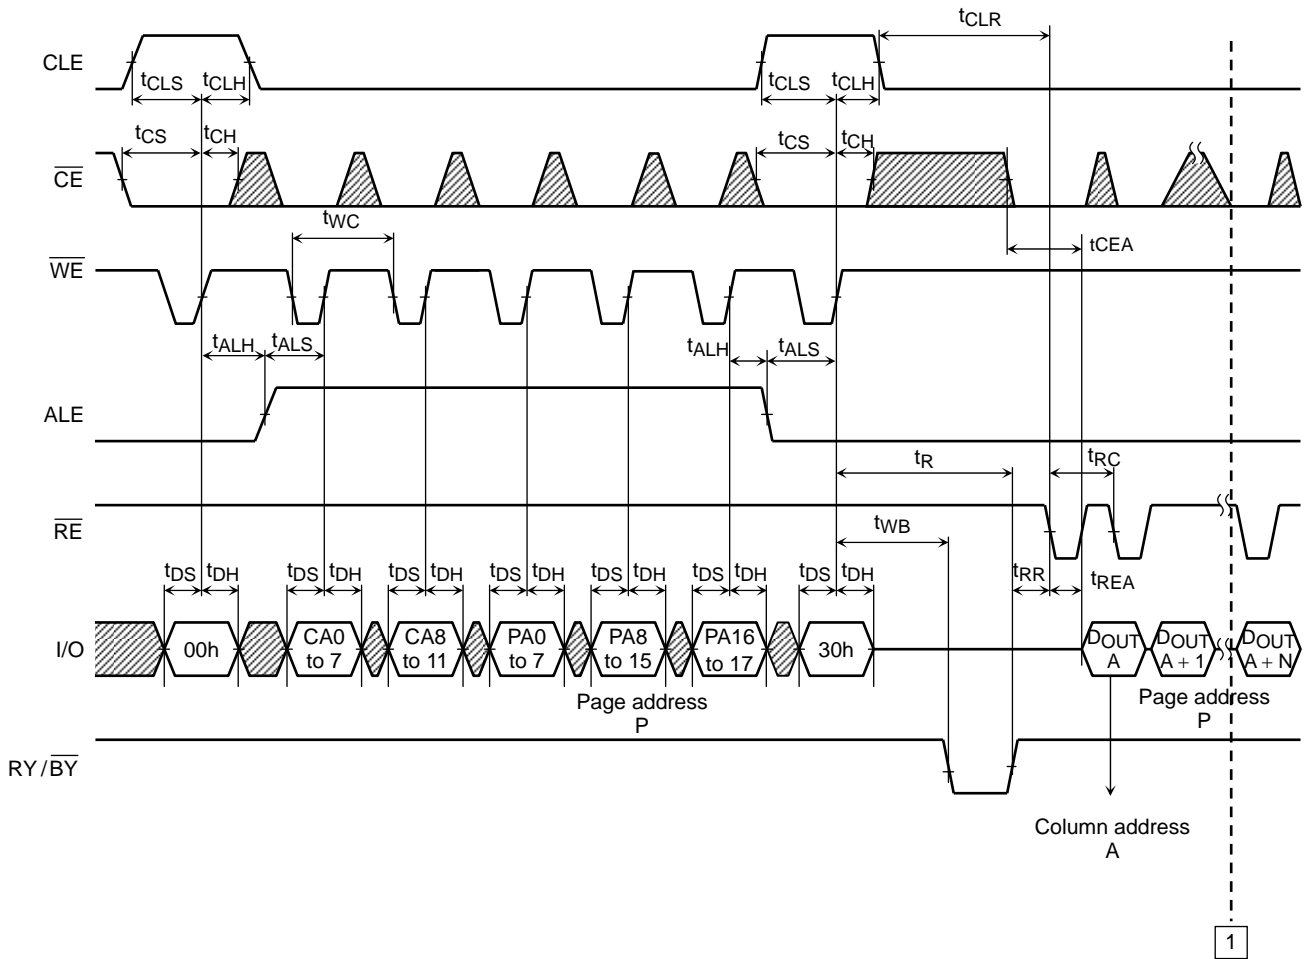 tCLR
CLE
tCLS tCLH tCLS tCLH
tCS tCH tCS tCH
CE
tWC
tCEA
WE
tALH tALS tALH tALS
ALE
tR tRC
RE
tWB
tDS tDH tDS tDH tDS tDH tDS tDH tDS tDH tDS tDH tDS tDH tRR tREA
I/O
00h
CA0
to 7
CA8
to 11
PA0
to 7
PA8
to 15
PA16
to 17
30h
DOUT
A
DOUT
A + 1
DOUT
A + N
Page address
P
Page address
P
RY/BY
Column address
A
1